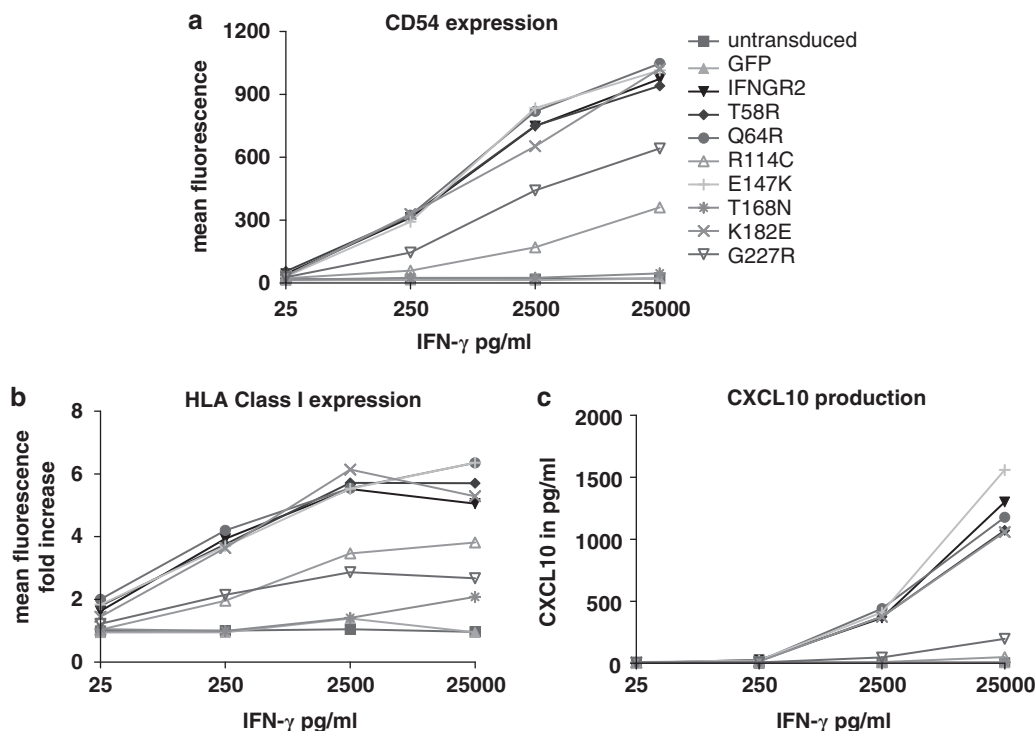 a
CD54 expression
1200
900
600
300
0
mean fluorescence
25
250
2500
25000
IFN-γ pg/ml
untransduced
GFP
IFNGR2
T58R
Q64R
R114C
E147K
T168N
K182E
G227R
b
HLA Class I expression
8
6
4
2
0
mean fluorescence
fold increase
25
250
2500
25000
IFN-γ pg/ml
c
CXCL10 production
2000
1500
1000
500
0
CXCL10 in pg/ml
25
250
2500
25000
IFN-γ pg/ml